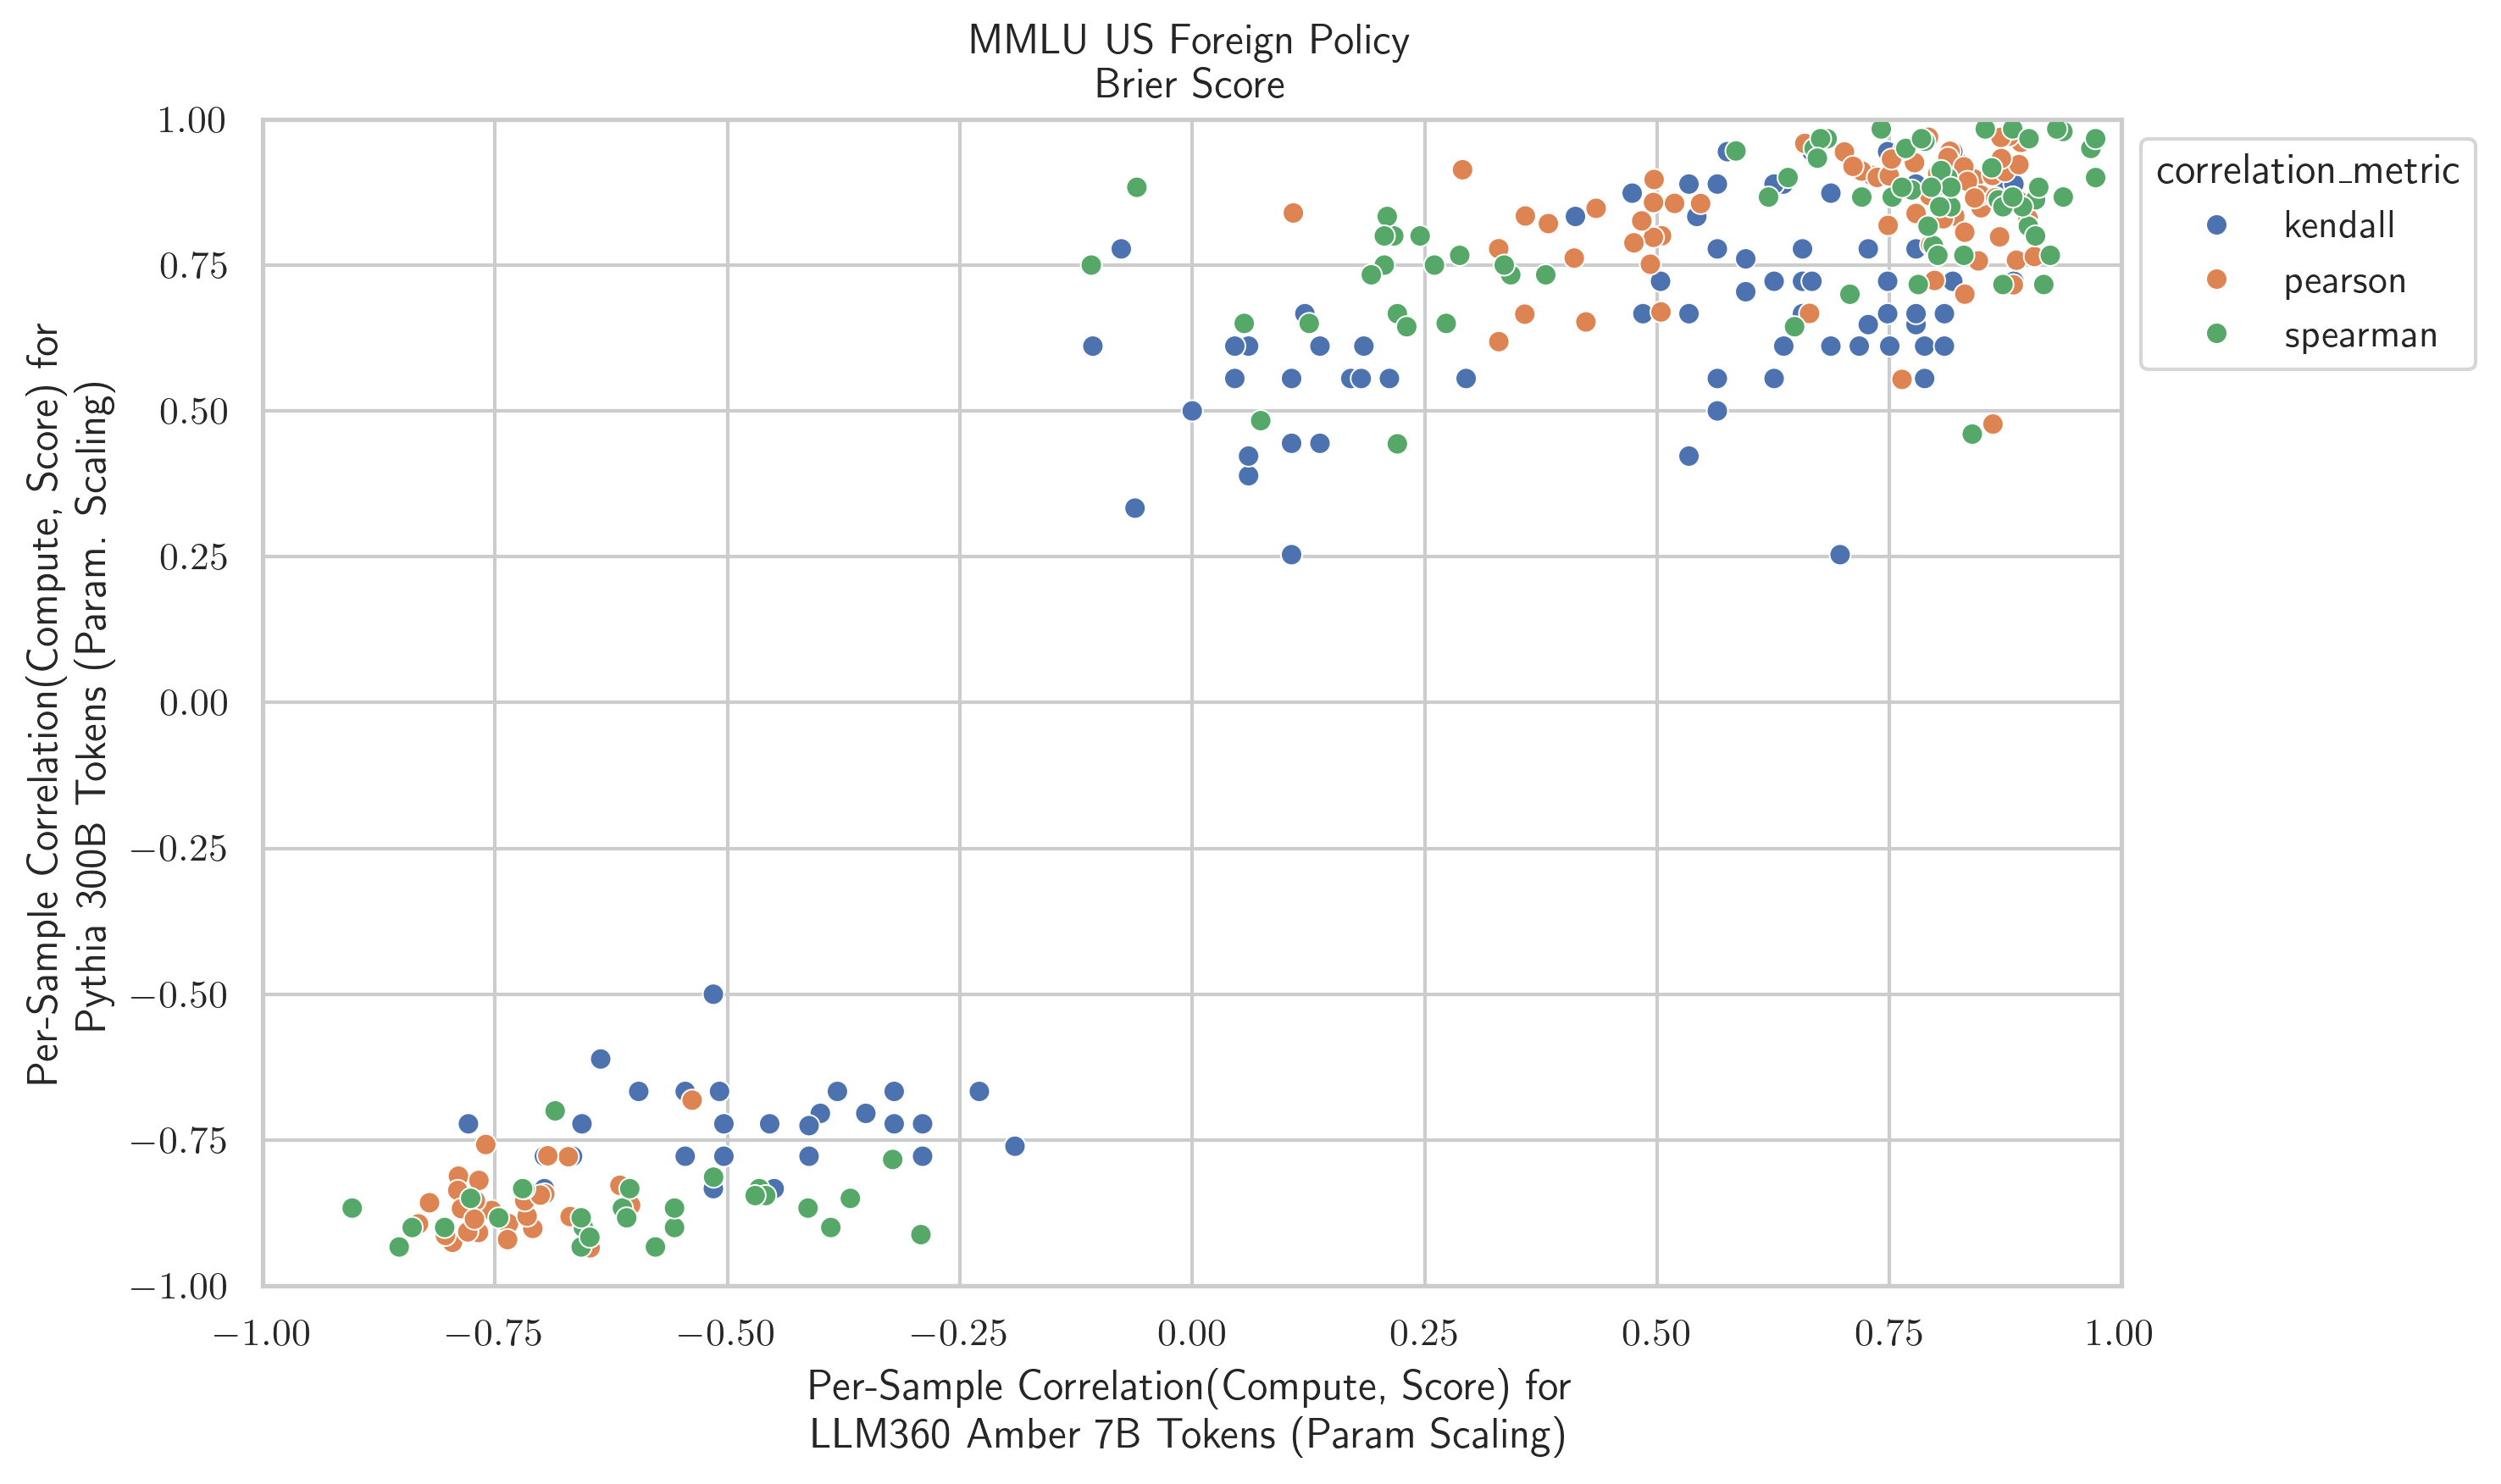 MMLU US Foreign Policy
Brier Score
Per-Sample Correlation(Compute, Score) for
Pythia 300B Tokens (Param. Scaling)
1.00
0.75
0.50
0.25
0.00
−0.25
−0.50
−0.75
−1.00
−1.00 −0.75 −0.50 −0.25 0.00 0.25 0.50 0.75 1.00
Per-Sample Correlation(Compute, Score) for
LLM360 Amber 7B Tokens (Param Scaling)
correlation_metric
kendall
pearson
spearman